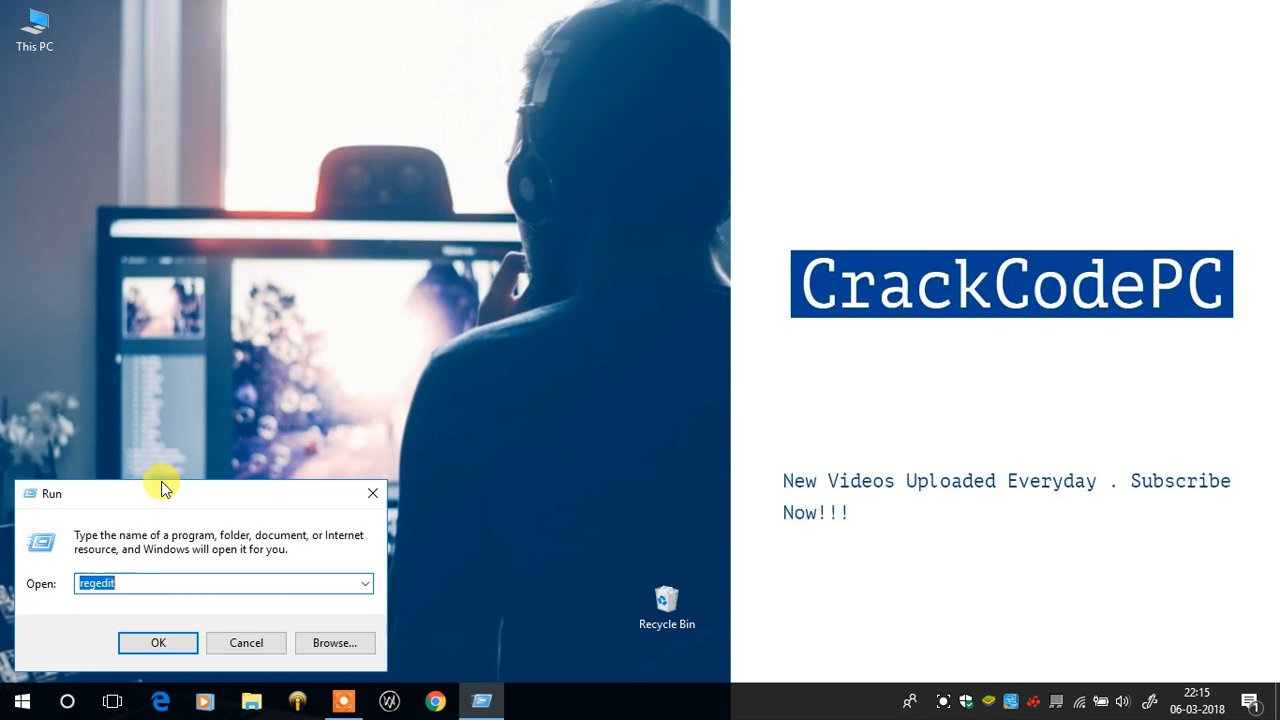 This PC
CrackCodePC
New Videos Uploaded Everyday . Subscribe
Now!!!
Run
Type the name of a program, folder, document, or Internet
resource, and Windows will open it for you.
Open: regedit
OK Cancel Browse...
Recycle Bin
22:15
06-03-2018
1